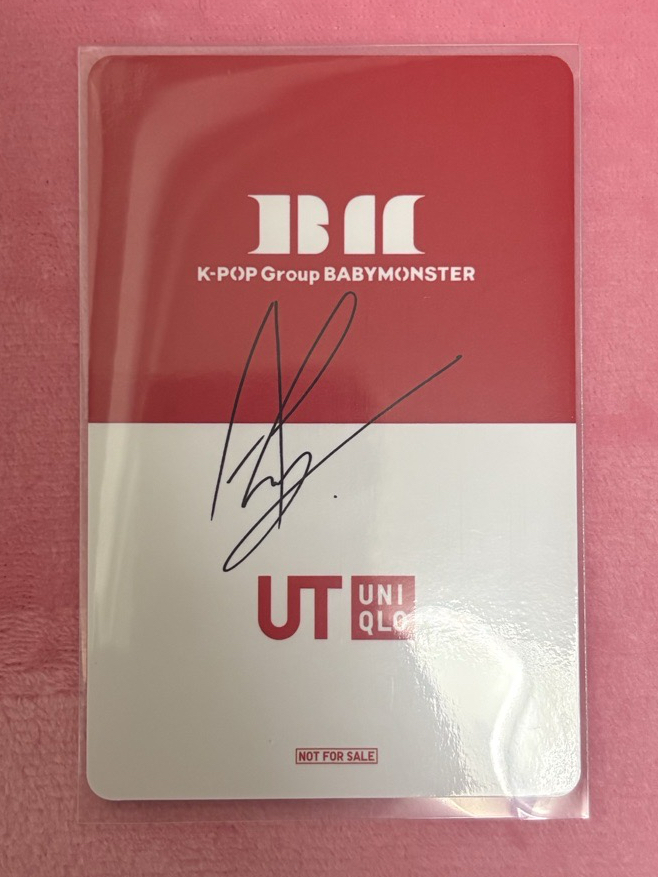 BM
K-POP Group BABYMONSTER
UT UNI
QLO
NOT FOR SALE